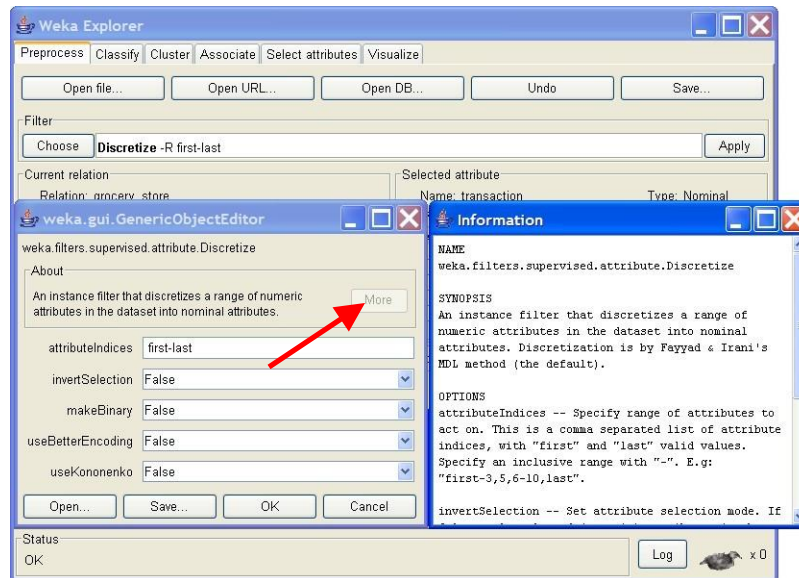 Weka Explorer
Preprocess Classify Cluster Associate Select attributes Visualize
Open file... Open URL... Open DB... Undo Save...
Filter
Choose Discretize -R first-last Apply
Current relation
Relation: grocery_store
Selected attribute
Name: transaction Type: Nominal
weka.gui.GenericObjectEditor
weka.filters.supervised.attribute.Discretize
About
An instance filter that discretizes a range of numeric
attributes in the dataset into nominal attributes.
More
attributeIndices first-last
invertSelection False
makeBinary False
useBetterEncoding False
useKononenko False
Open... Save... OK Cancel
Information
NAME
weka.filters.supervised.attribute.Discretize
SYNOPSIS
An instance filter that discretizes a range of
numeric attributes in the dataset into nominal
attributes. Discretization is by Fayyad & Irani's
MDL method (the default).
OPTIONS
attributeIndices -- Specify range of attributes to
act on. This is a comma separated list of attribute
indices, with "first" and "last" valid values.
Specify an inclusive range with "-". E.g:
"first-3,5,6-10,last".
invertSelection -- Set attribute selection mode. If
Status
OK
Log
x 0